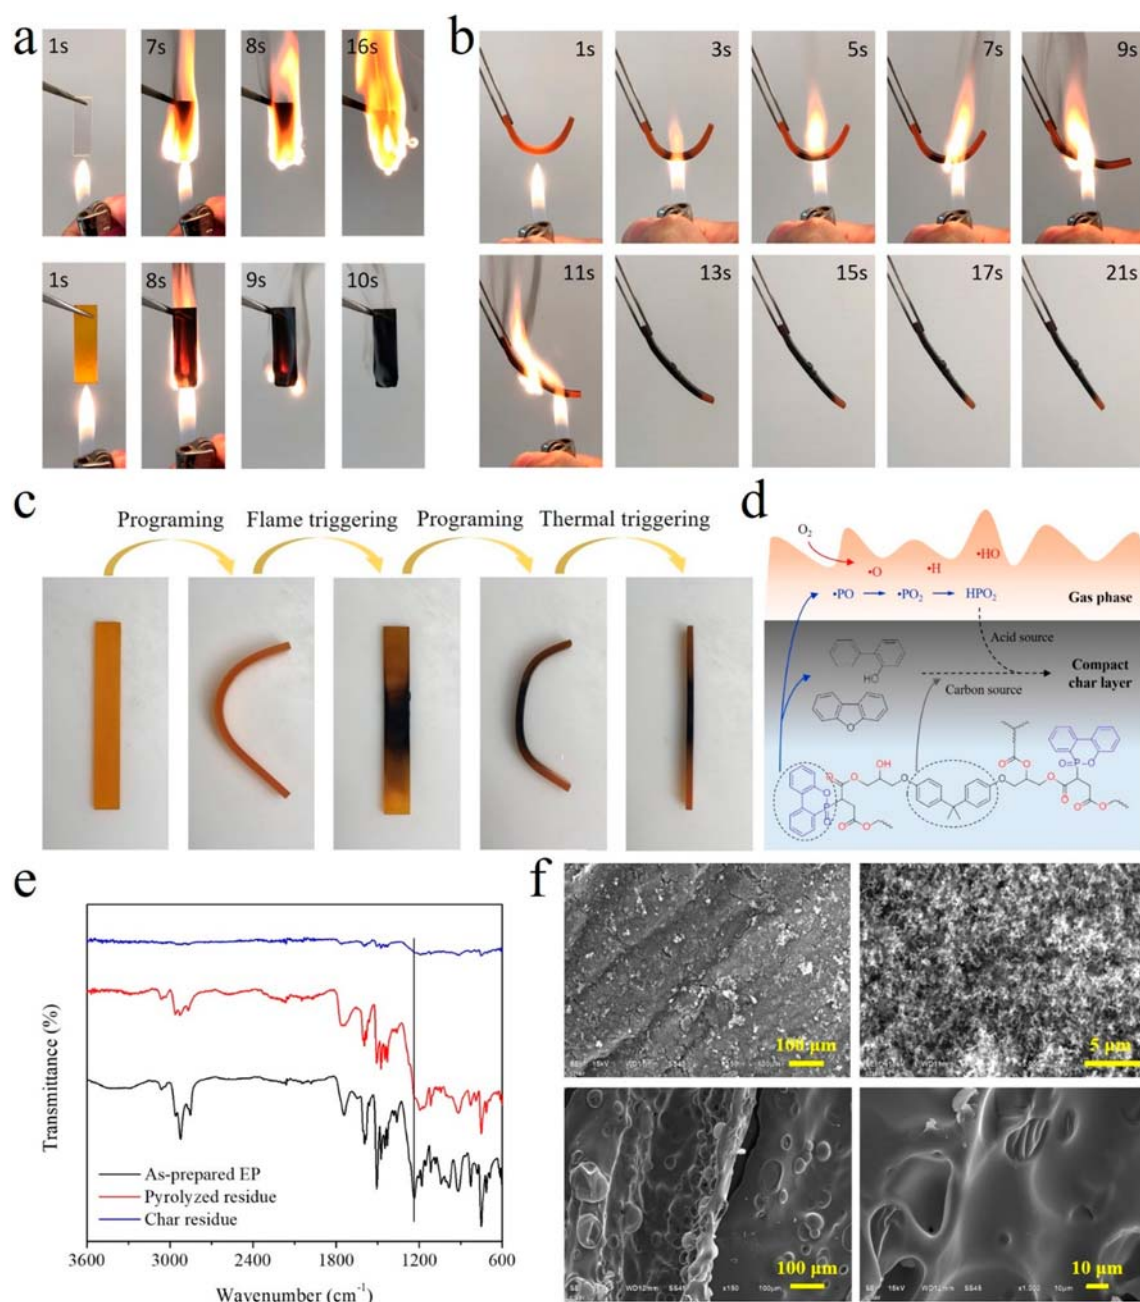 a
1s
7s
8s
16s
1s
8s
9s
10s
b
1s
3s
5s
7s
9s
11s
13s
15s
17s
21s
c
Programing
Flame triggering
Programing
Thermal triggering
d
O₂
•O
•H
•HO
•PO
•PO₂
HPO₂
Gas phase
Acid source
HO
Compact
char layer
Carbon source
O
O
OH
O
O
O
O
O
P
O
O
O
O
P
O
O
O
O
O
e
Transmittance (%)
As-prepared EP
Pyrolyzed residue
Char residue
3600
3000
2400
1800
1200
600
Wavenumber (cm⁻¹)
f
100 μm
5 μm
100 μm
10 μm